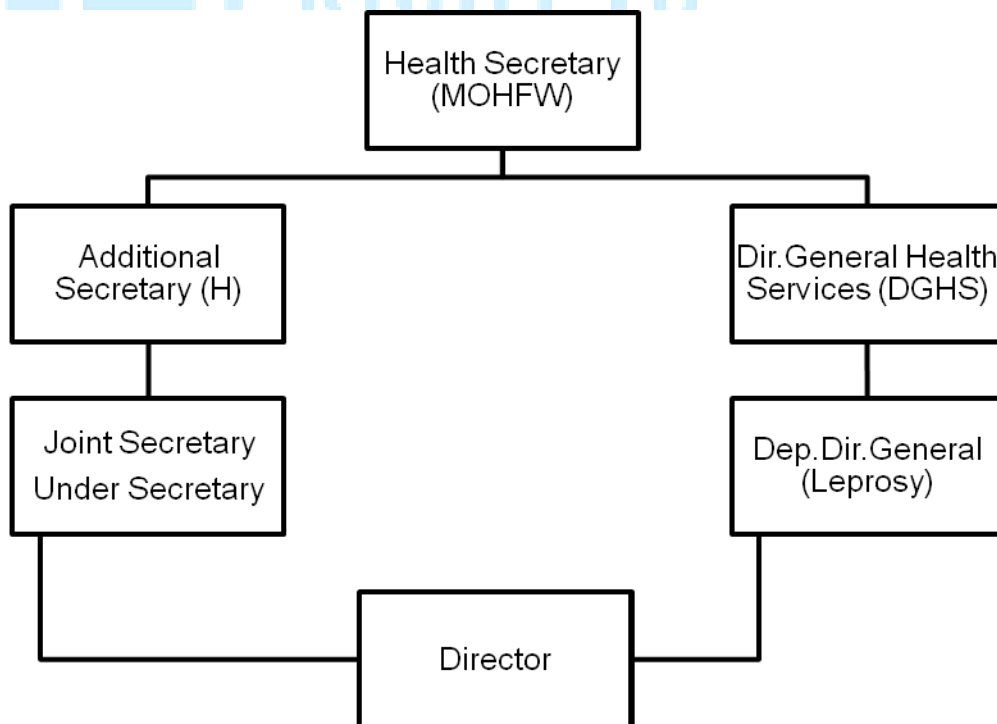 Health Secretary
(MOHFW)
Additional
Secretary (H)
Dir.General Health
Services (DGHS)
Joint Secretary
Under Secretary
Dep.Dir.General
(Leprosy)
Director